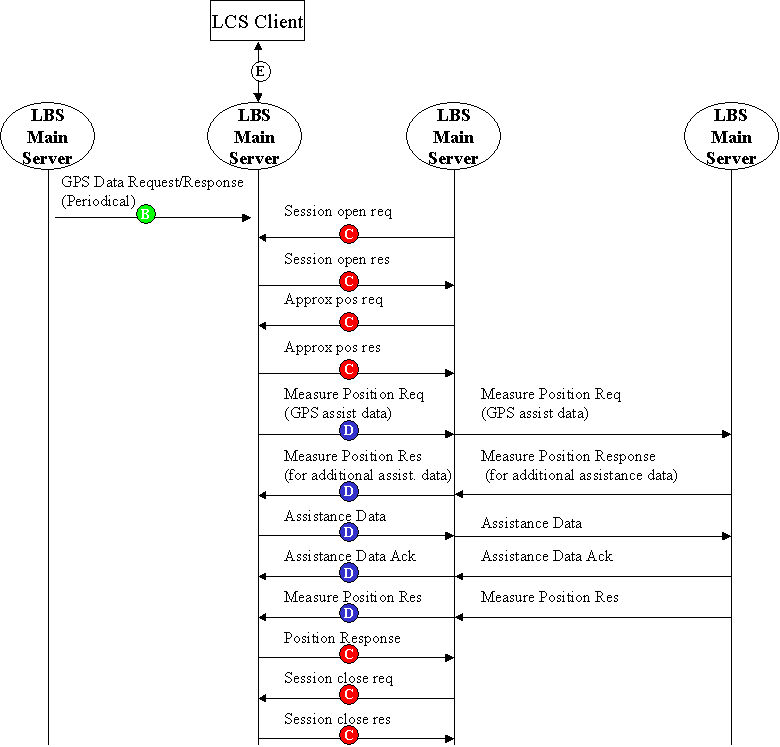 LCS Client
E
LBS
Main
Server
LBS
Main
Server
LBS
Main
Server
LBS
Main
Server
GPS Data Request/Response
(Periodical)
B
Session open req
C
Session open res
C
Approx pos req
C
Approx pos res
C
Measure Position Req
(GPS assist data)
D
Measure Position Req
(GPS assist data)
Measure Position Res
(for additional assist. data)
D
Measure Position Response
(for additional assistance data)
Assistance Data
D
Assistance Data
Assistance Data Ack
D
Assistance Data Ack
Measure Position Res
D
Measure Position Res
Position Response
C
Session close req
C
Session close res
C